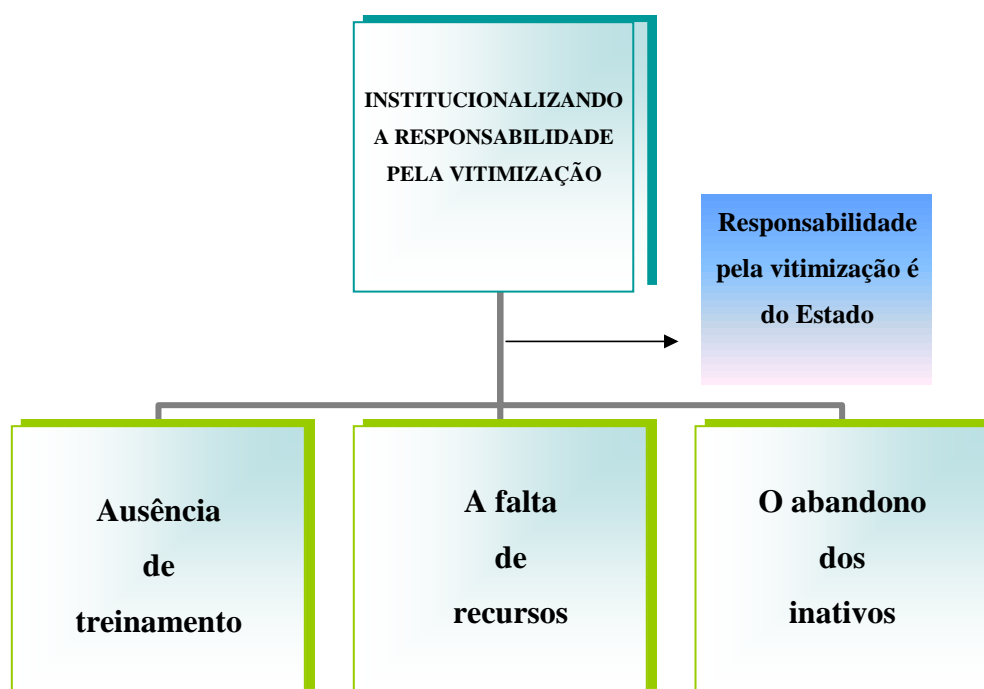 INSTITUCIONALIZANDO
A RESPONSABILIDADE
PELA VITIMIZAÇÃO
Responsabilidade
pela vitimização é
do Estado
Ausência
de
treinamento
A falta
de
recursos
O abandono
dos
inativos